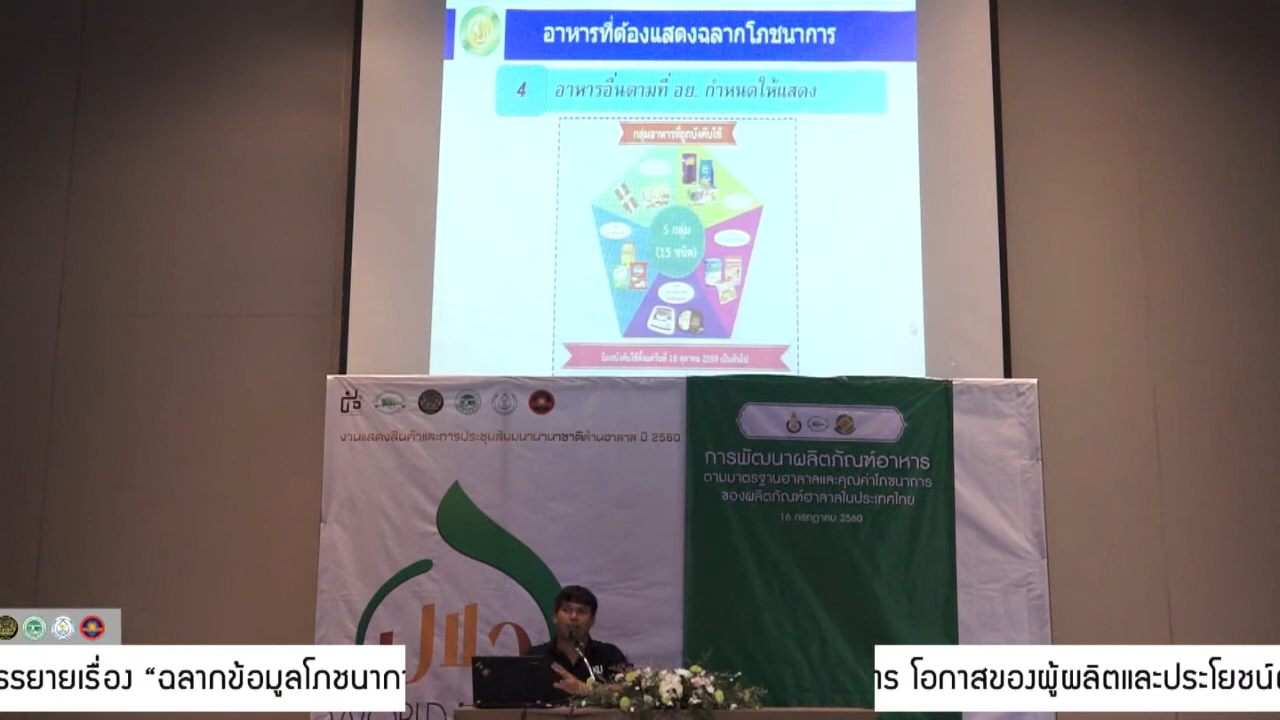 อาหารที่ต้องแสดงฉลากโภชนาการ
4 อาหารอื่นตามที่ อย. กำหนดให้แสดง
กลุ่มอาหารที่ถูกบังคับใช้
5 กลุ่ม
(15 ชนิด)
เป็นต้นไป
งานแสดงสินค้าและการประชุมสัมมนานานาชาติด้านฮาลาล ปี 2560
การพัฒนาผลิตภัณฑ์อาหาร
ตามมาตรฐานฮาลาลและคุณค่าโภชนาการ
ของผลิตภัณฑ์ฮาลาลในประเทศไทย
16 กรกฎาคม 2560
WORLD
รรยายเรื่อง “ฉลากข้อมูลโภชนากา
าร โอกาสของผู้ผลิตและประโยชน์